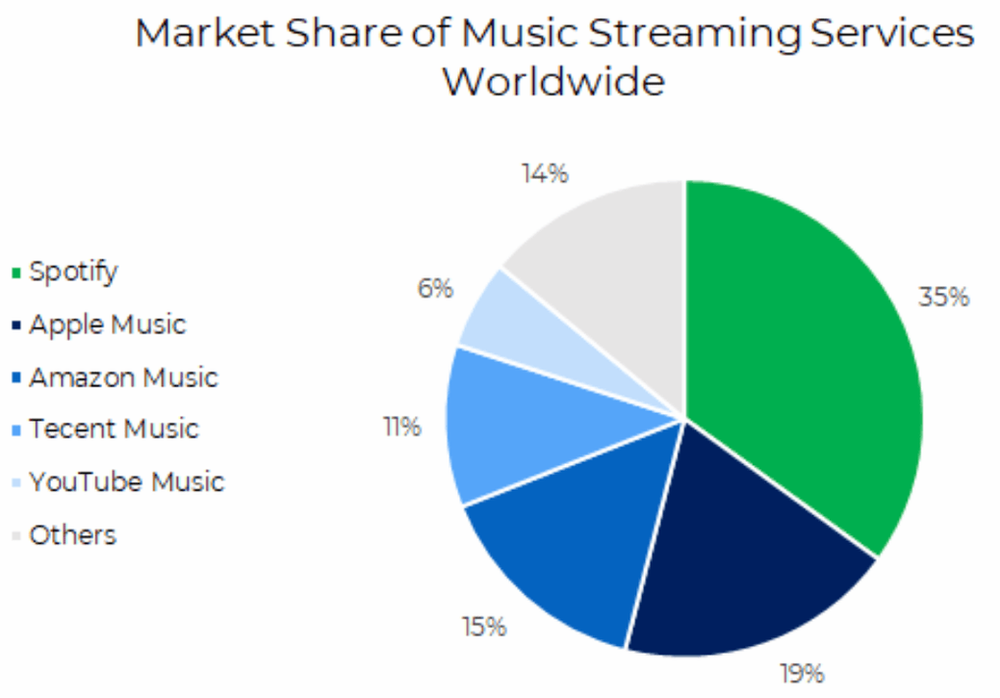 Market Share of Music Streaming Services
Worldwide
14%
6%
35%
11%
15%
19%
Spotify
Apple Music
Amazon Music
Tecent Music
YouTube Music
Others